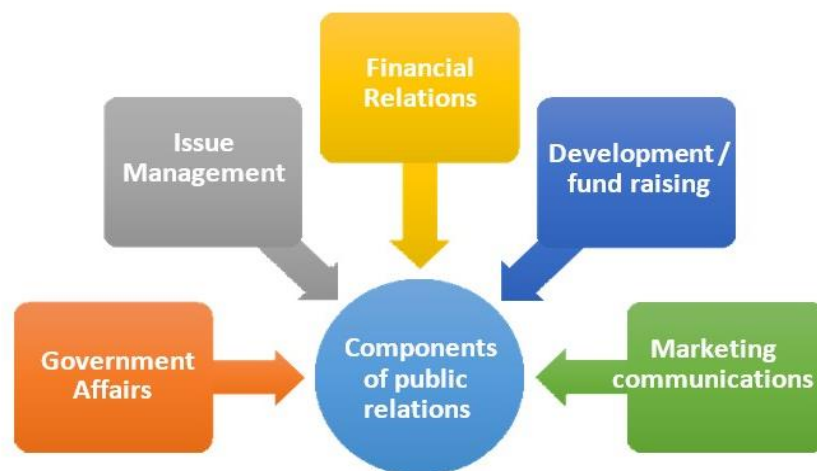 Financial
Relations
Issue
Management
Development /
fund raising
Government
Affairs
Components
of public
relations
Marketing
communications